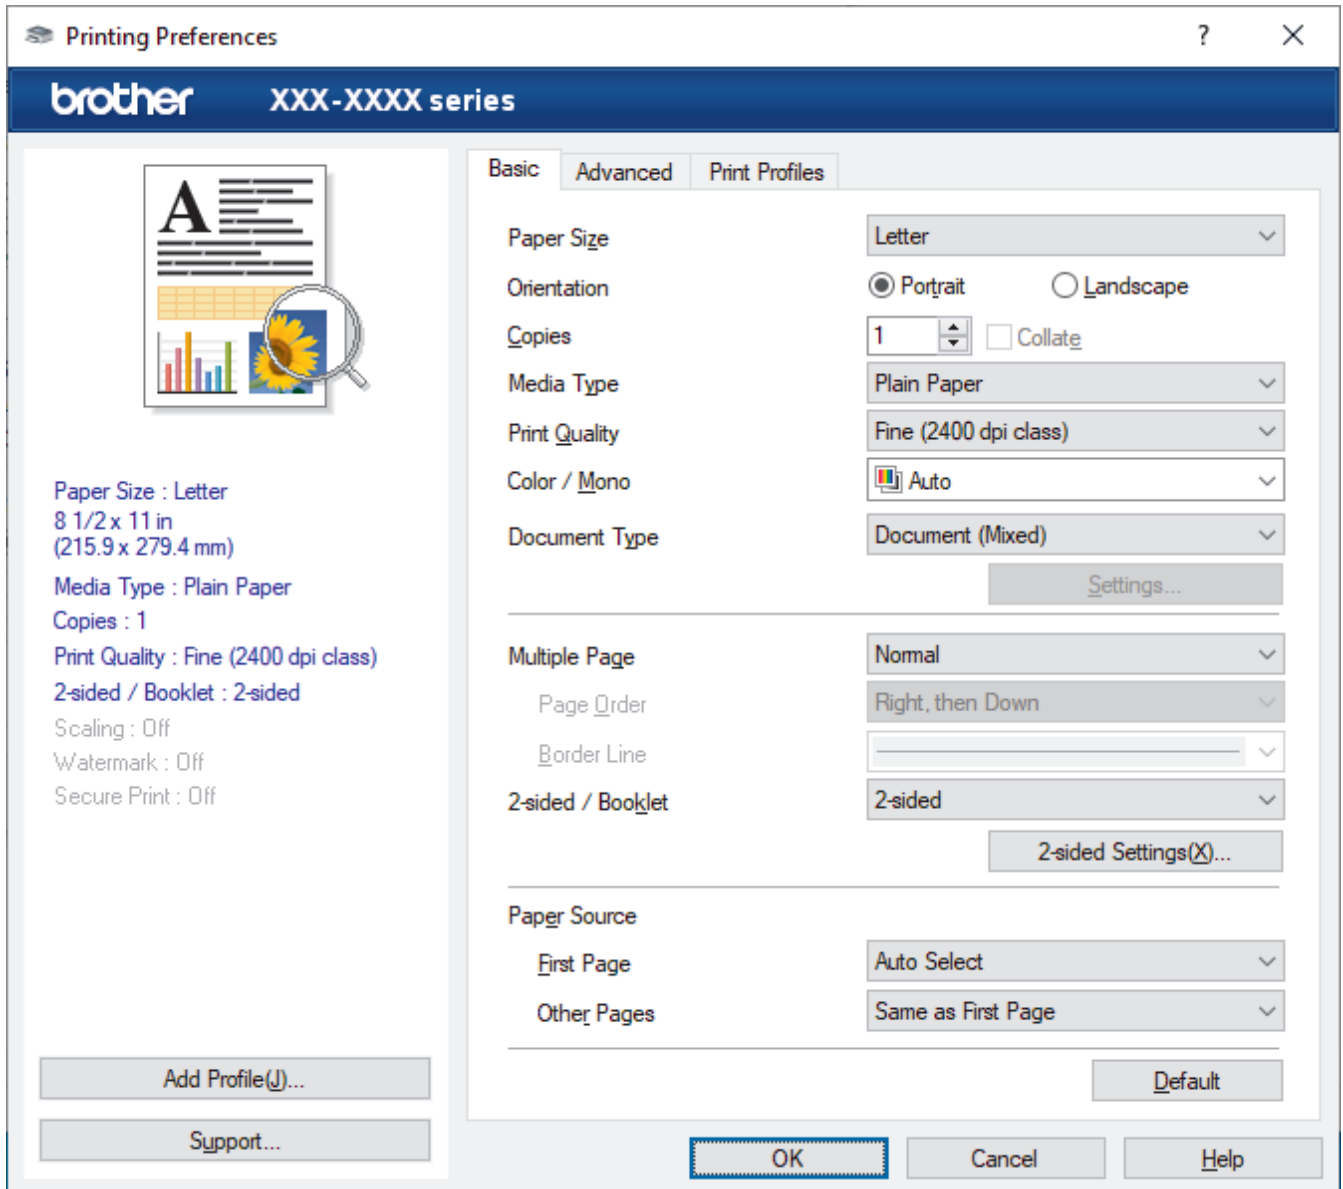 Printing Preferences
?
brother XXX-XXXX series
A
Paper Size : Letter
8 1/2 x 11 in
(215.9 x 279.4 mm)
Media Type : Plain Paper
Copies : 1
Print Quality : Fine (2400 dpi class)
2-sided / Booklet : 2-sided
Scaling : Off
Watermark : Off
Secure Print : Off
Add Profile(J)...
Support...
Basic Advanced Print Profiles
Paper Size Letter
Orientation Portrait Landscape
Copies 1 Collate
Media Type Plain Paper
Print Quality Fine (2400 dpi class)
Color / Mono Auto
Document Type Document (Mixed)
Settings...
Multiple Page Normal
Page Order Right, then Down
Border Line
2-sided / Booklet 2-sided
2-sided Settings(X)...
Paper Source
First Page Auto Select
Other Pages Same as First Page
Default
OK Cancel Help